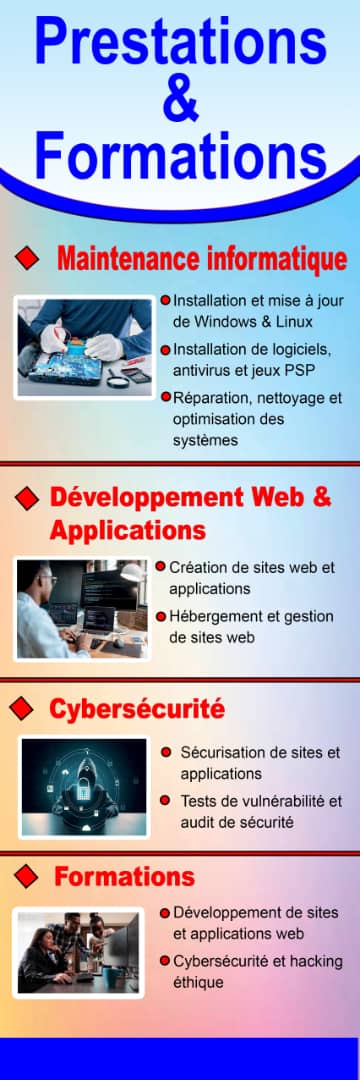 Prestations
&
Formations
Maintenance informatique
Installation et mise à jour
de Windows & Linux
Installation de logiciels,
antivirus et jeux PSP
Réparation, nettoyage et
optimisation des
systèmes
Développement Web &
Applications
Création de sites web et
applications
Hébergement et gestion
de sites web
Cybersécurité
Sécurisation de sites et
applications
Tests de vulnérabilité et
audit de sécurité
Formations
Développement de sites
et applications web
Cybersécurité et hacking
éthique